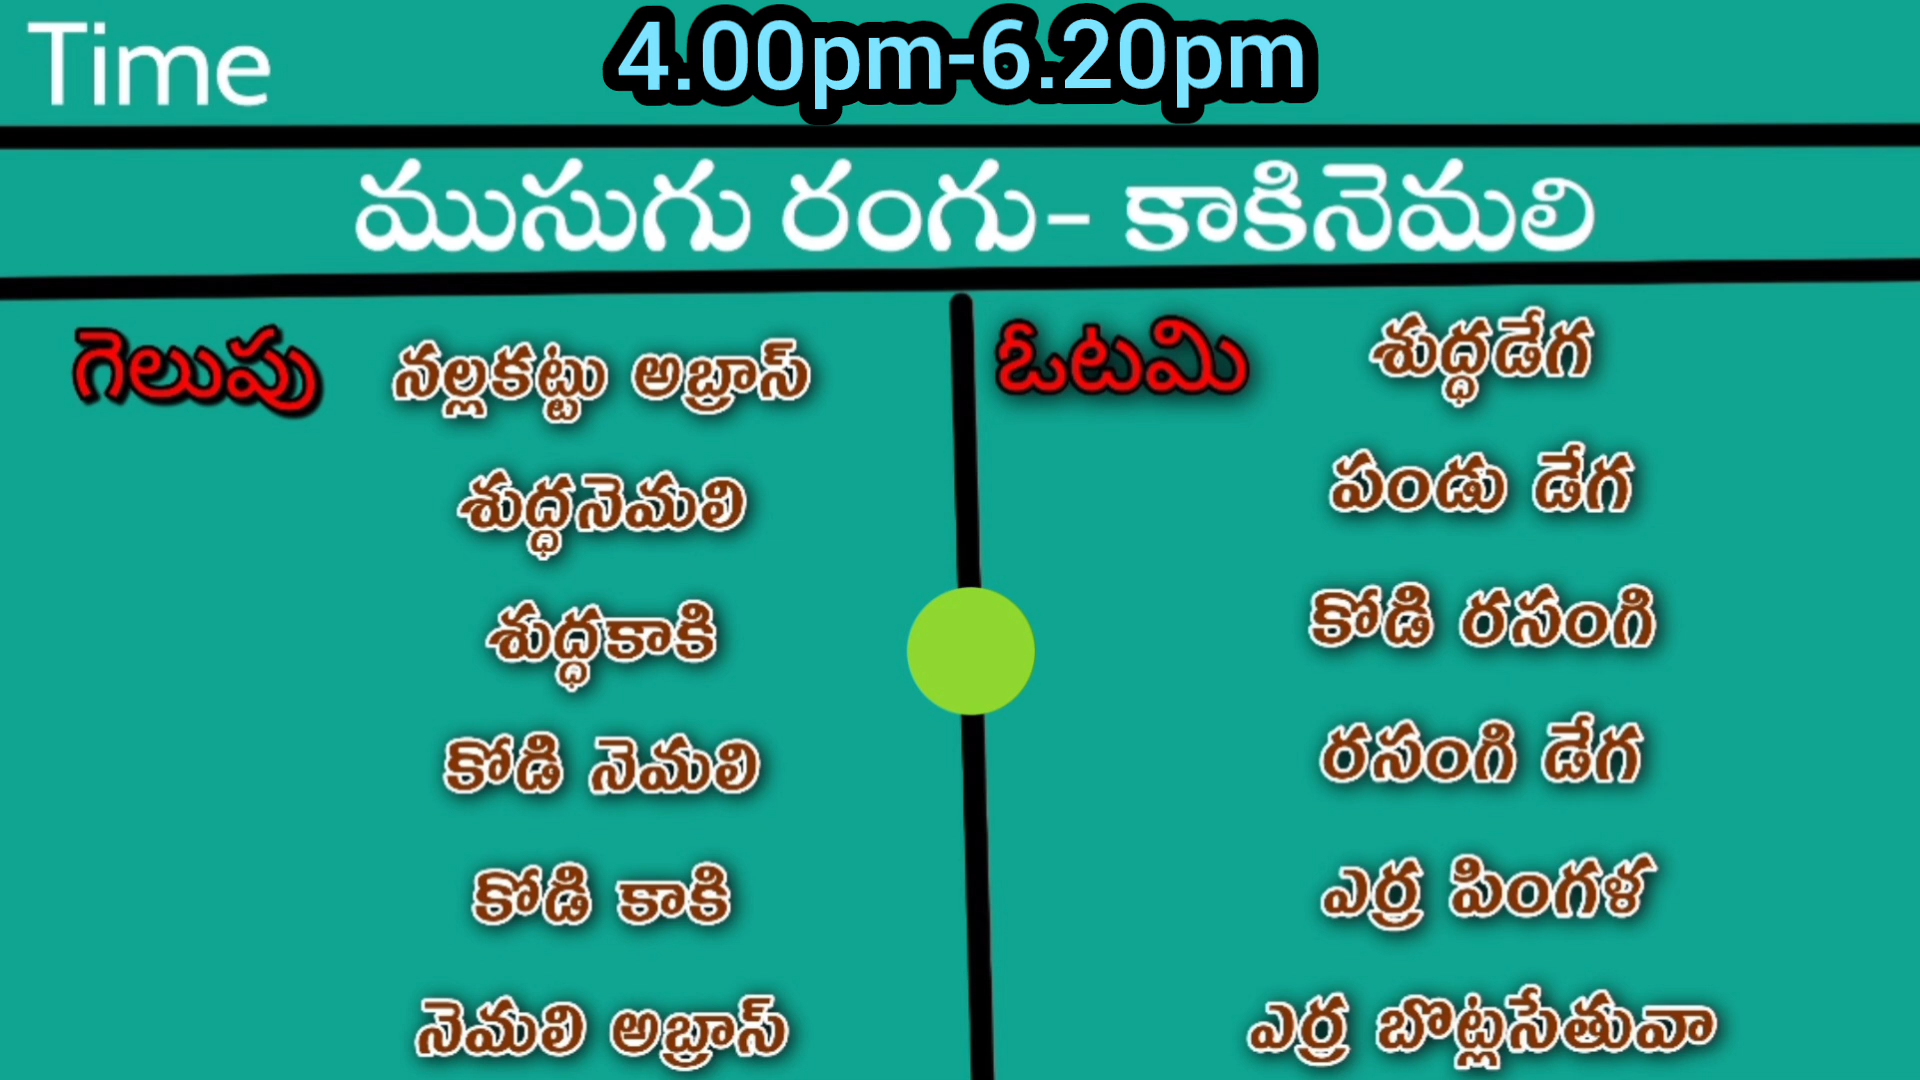 Time 4.00pm-6.20pm
ముసుగు రంగు- కాకినెమలి
గెలుపు నల్లకట్టు అబ్రాస్
శుద్ధనెమలి
శుద్ధకాకి
కోడి నెమలి
కోడి కాకి
నెమలి అబ్రాస్
ఓటమి శుద్ధడేగ
పండు డేగ
కోడి రసంగి
రసంగి డేగ
ఎర్ర పింగళ
ఎర్ర బొట్లసేతువా